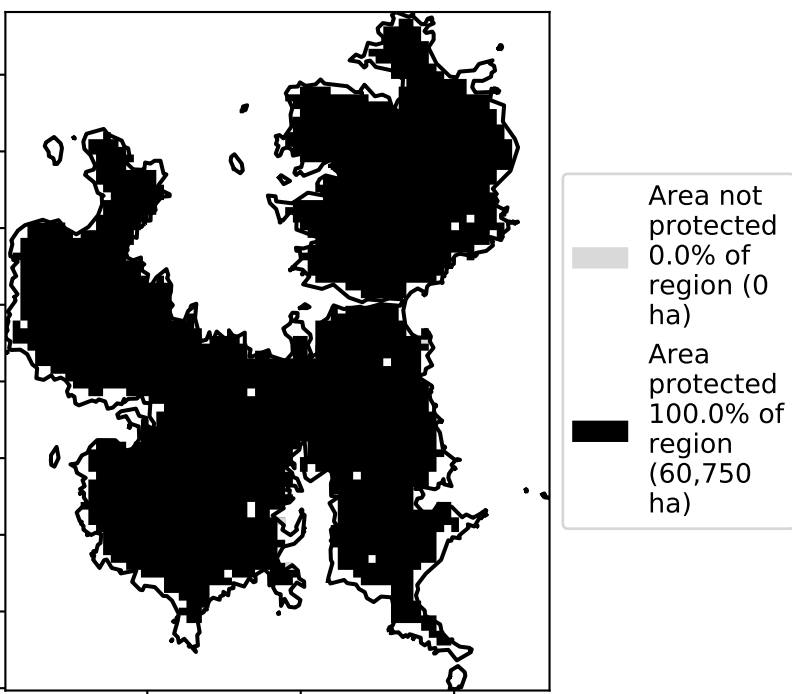 Area not
protected
0.0% of
region (0
ha)
Area
protected
100.0% of
region
(60,750
ha)